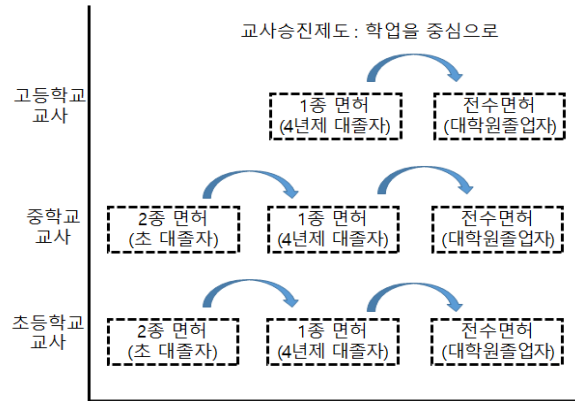 교사승진제도 : 학업을 중심으로
고등학교
교사
1종 면허
(4년제 대졸자)
전수면허
(대학원졸업자)
중학교
교사
2종 면허
(초 대졸자)
1종 면허
(4년제 대졸자)
전수면허
(대학원졸업자)
초등학교
교사
2종 면허
(초 대졸자)
1종 면허
(4년제 대졸자)
전수면허
(대학원졸업자)